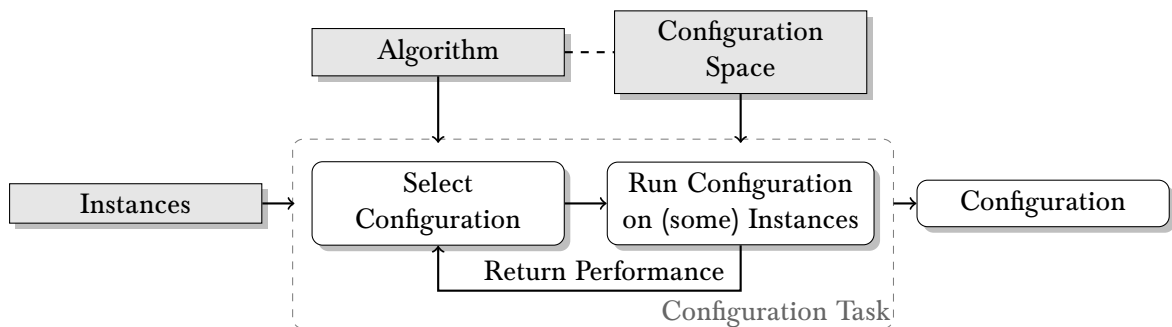 Algorithm
Configuration
Space
Instances
Select
Configuration
Run Configuration
on (some) Instances
Configuration
Return Performance
Configuration Task